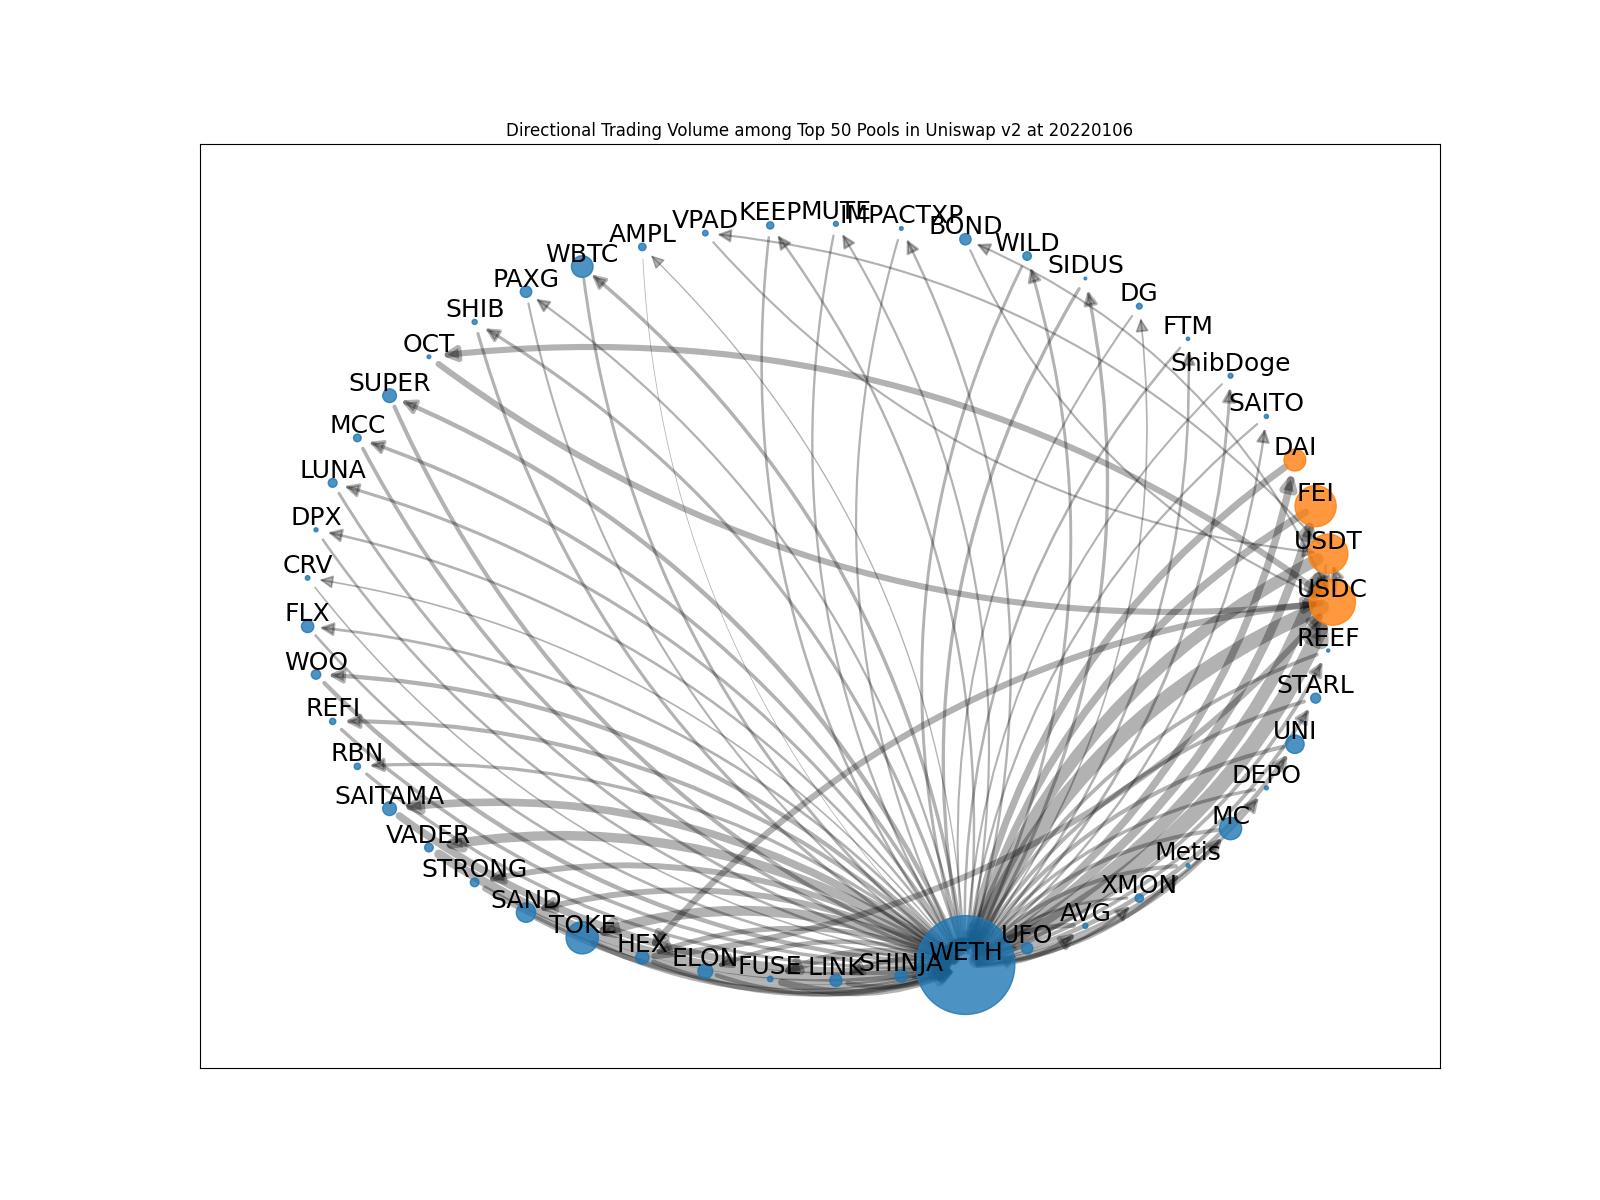 Directional Trading Volume among Top 50 Pools in Uniswap v2 at 20220106
KEEP
MUTE
IMPACTXP
VPAD
BOND
AMPL
WILD
WBTC
SIDUS
PAXG
DG
SHIB
FTM
OCT
ShibDoge
SUPER
SAITO
MCC
DAI
LUNA
FEI
DPX
USDT
CRV
USDC
FLX
REEF
WOO
STARL
REFI
UNI
RBN
DEPO
SAITAMA
MC
VADER
Metis
STRONG
XMON
SAND
AVG
TOKE
UFO
HEX
WETH
ELON
FUSE
LINK
SHINJA